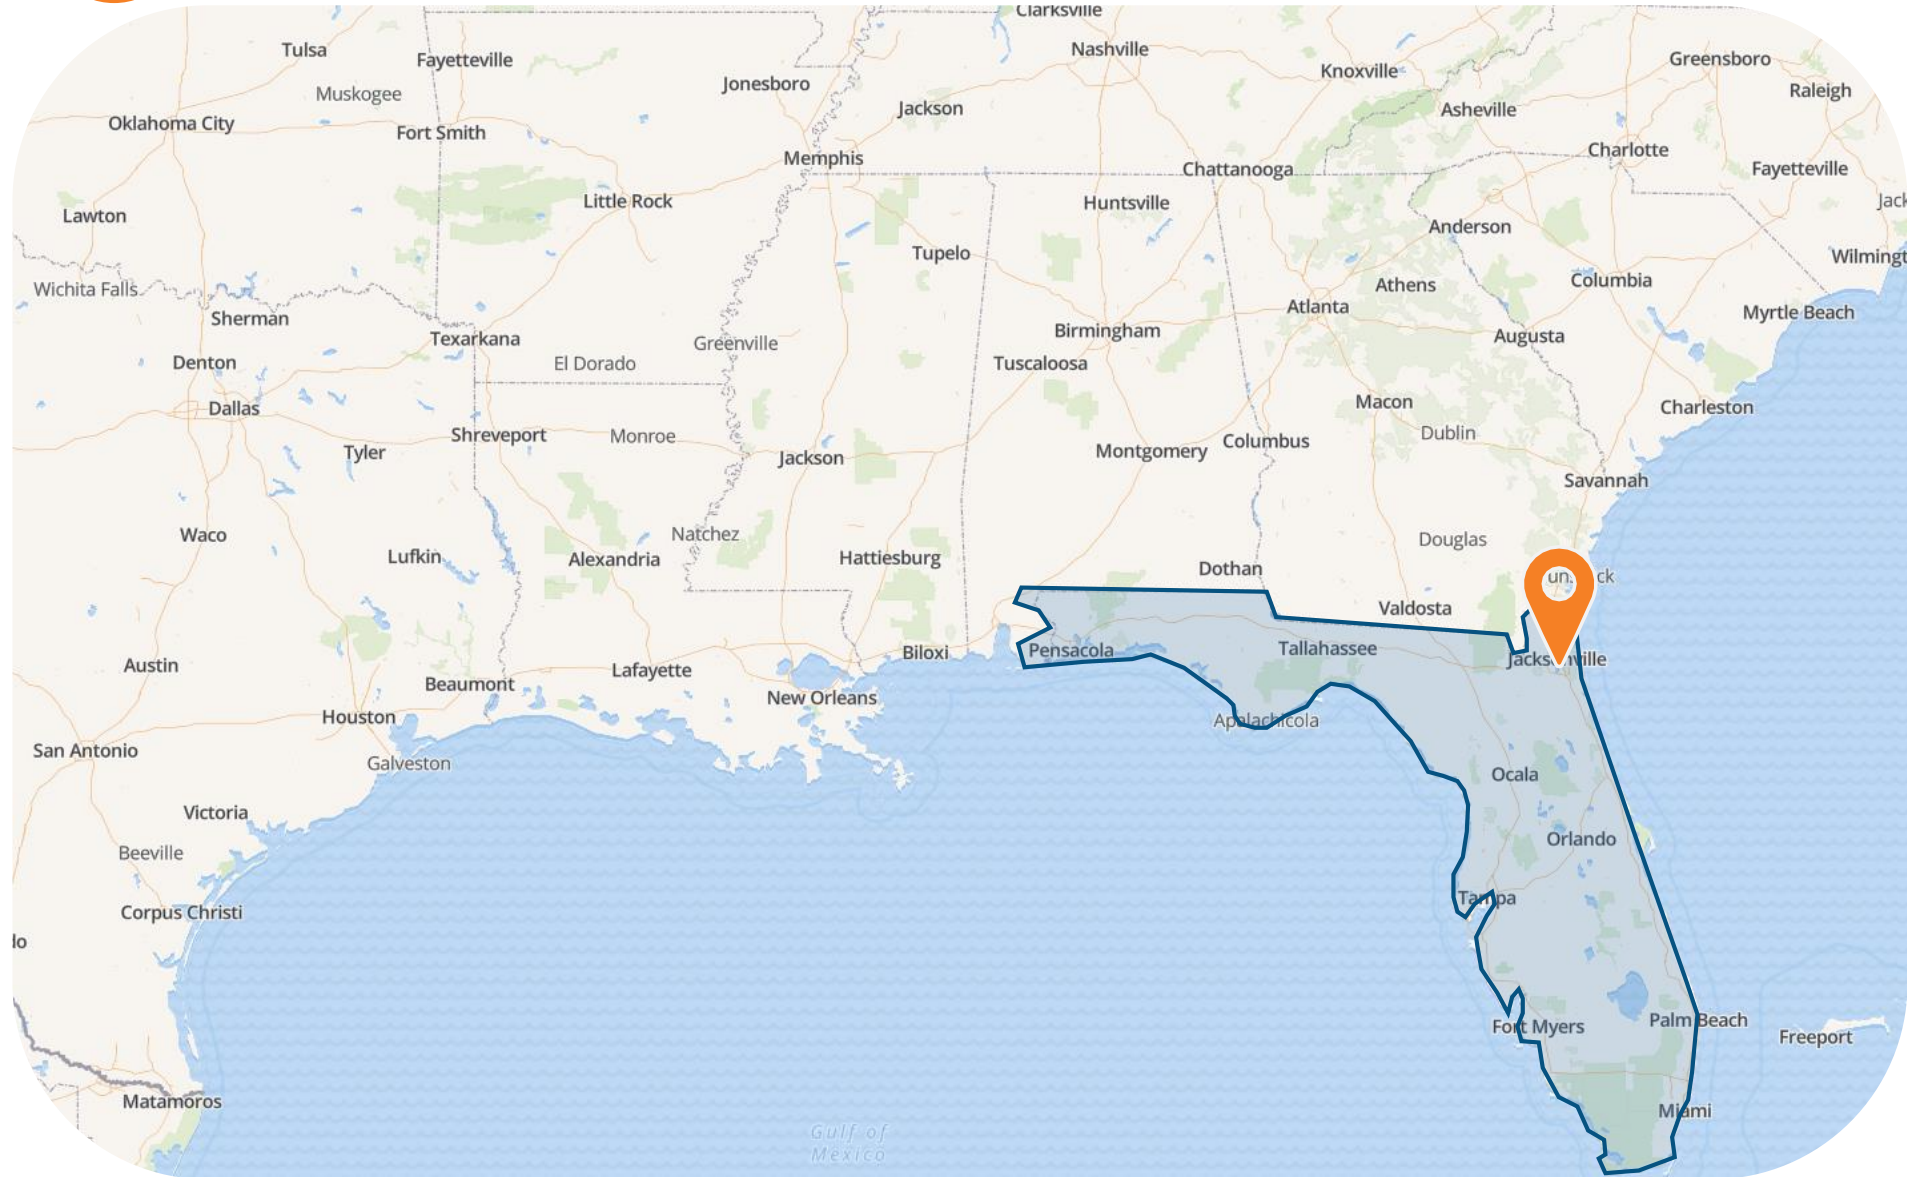 Clarksville
Tulsa
Fayetteville
Nashville
Greensboro
Knoxville
Jonesboro
Muskogee
Raleigh
Jackson
Asheville
Oklahoma City
Fort Smith
Memphis
Charlotte
Chattanooga
Fayetteville
Little Rock
Huntsville
Jack
Lawton
Anderson
Tupelo
Wilmingt
Wichita Falls
Athens
Columbia
Sherman
Atlanta
Myrtle Beach
Texarkana
Greenville
Birmingham
Augusta
Denton
El Dorado
Tuscaloosa
Dallas
Macon
Charleston
Shreveport
Monroe
Dublin
Tyler
Jackson
Montgomery
Columbus
Savannah
Waco
Natchez
Douglas
Lufkin
Alexandria
Hattiesburg
Dothan
Valdosta
Austin
Biloxi
Pensacola
Tallahassee
Jacksonville
Lafayette
Beaumont
New Orleans
Houston
Apalachicola
San Antonio
Galveston
Ocala
Victoria
Beeville
Orlando
Tampa
Corpus Christi
lo
Fort Myers
Palm Beach
Freeport
Matamoros
Miami
Gulf of
Mexico